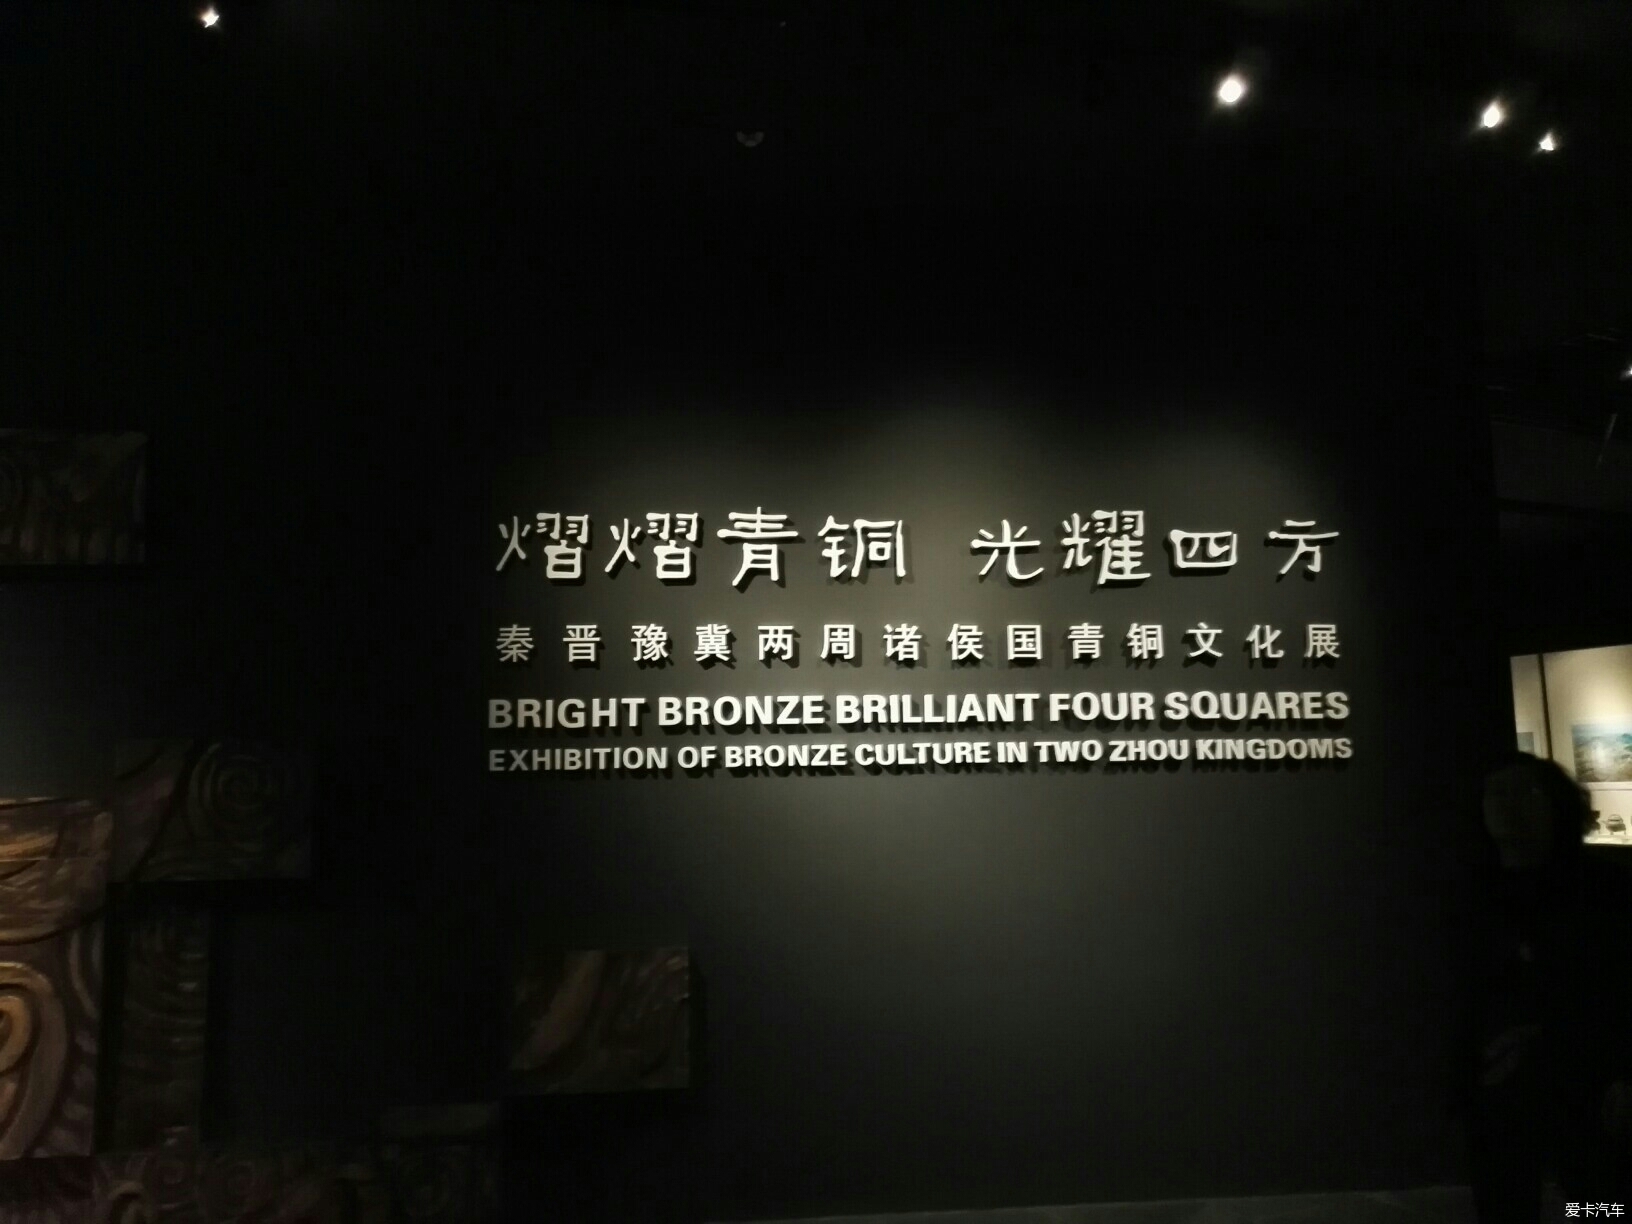 熠熠青铜 光耀四方
秦晋豫冀两周诸侯国青铜文化展
BRIGHT BRONZE BRILLIANT FOUR SQUARES
EXHIBITION OF BRONZE CULTURE IN TWO ZHOU KINGDOMS
爱卡汽车